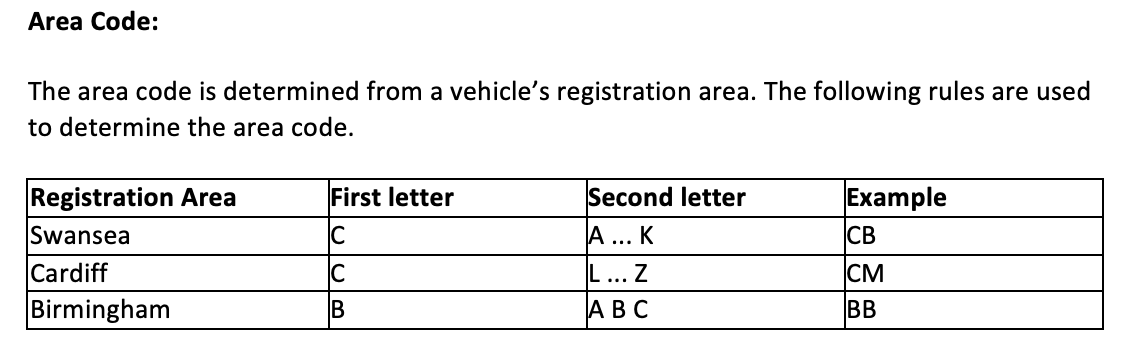 Area Code:
The area code is determined from a vehicle’s registration area. The following rules are used
to determine the area code.
Registration Area First letter Second letter Example
Swansea C A ... K CB
Cardiff C L ... Z CM
Birmingham B A B C BB